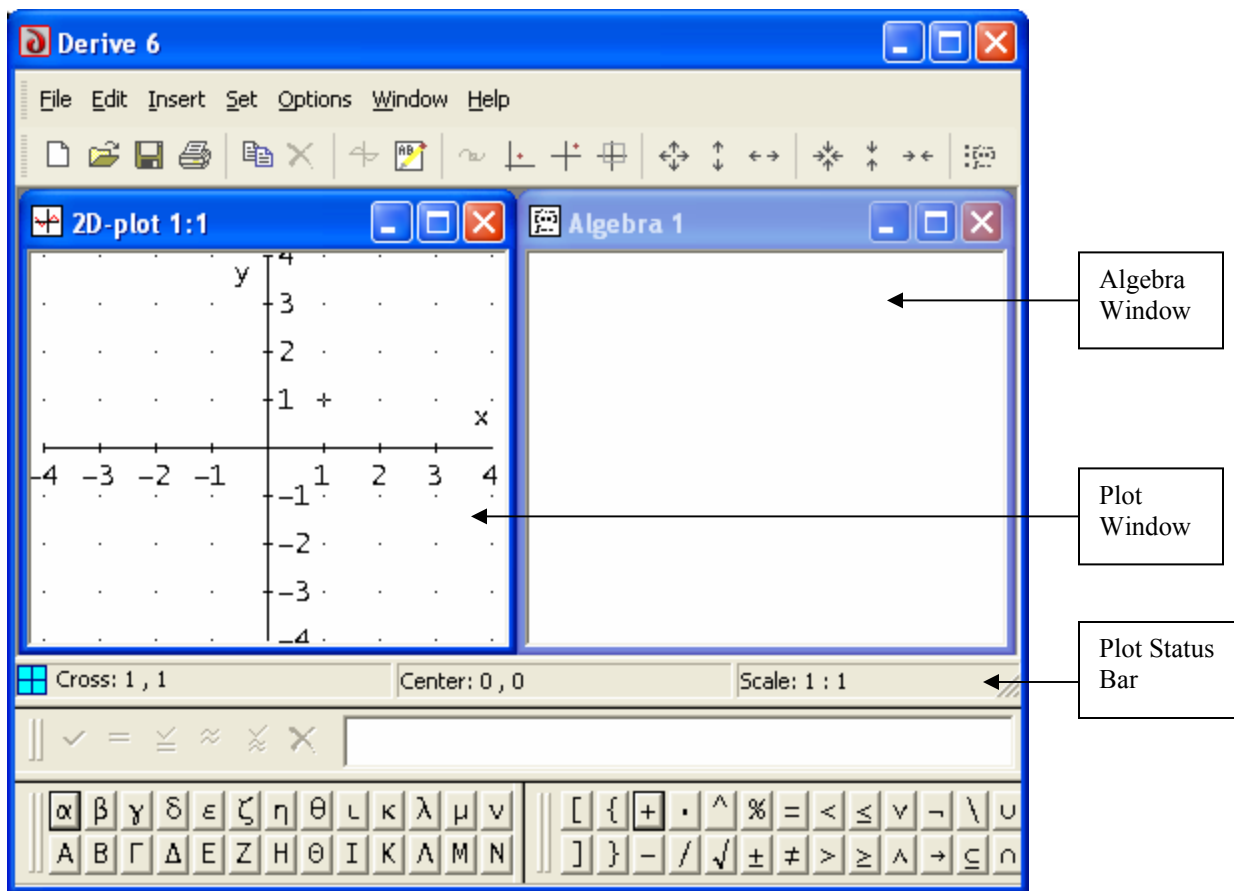 Derive 6
File Edit Insert Set Options Window Help
2D-plot 1:1
Algebra 1
y
4
3
2
1
x
-4 -3 -2 -1 1 2 3 4
-1
-2
-3
-4
Algebra
Window
Plot
Window
Plot Status
Bar
Cross: 1 , 1 Center: 0 , 0 Scale: 1 : 1
✓ = ≈
α β γ δ ε ζ η θ ι κ λ μ ν [ { + · ^ % = < ≤ ∨ ¬ \ ∪
Α Β Γ Δ Ε Ζ Η Θ Ι Κ Λ Μ Ν ] } − / √ ± ≠ > ≥ ∧ → ⊆ ∩